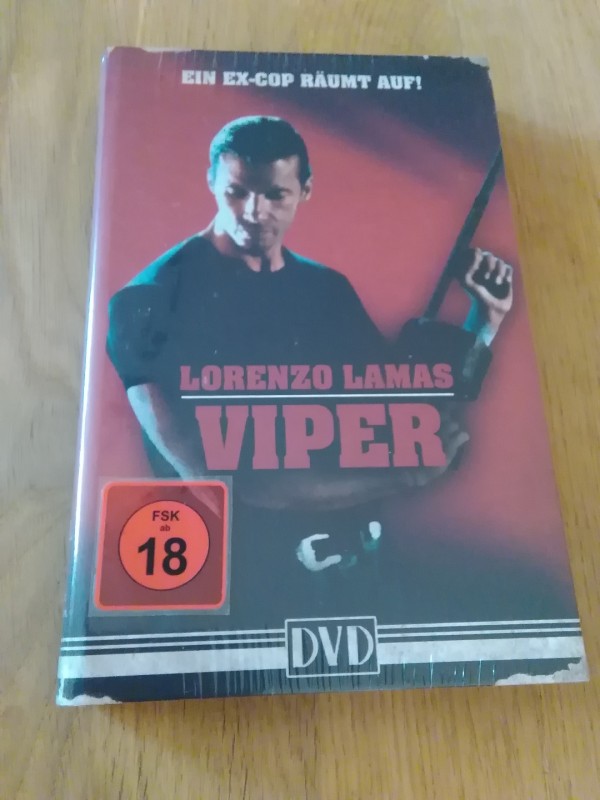 EIN EX-COP RÄUMT AUF!
LORENZO LAMAS
VIPER
FSK
ab
18
DVD